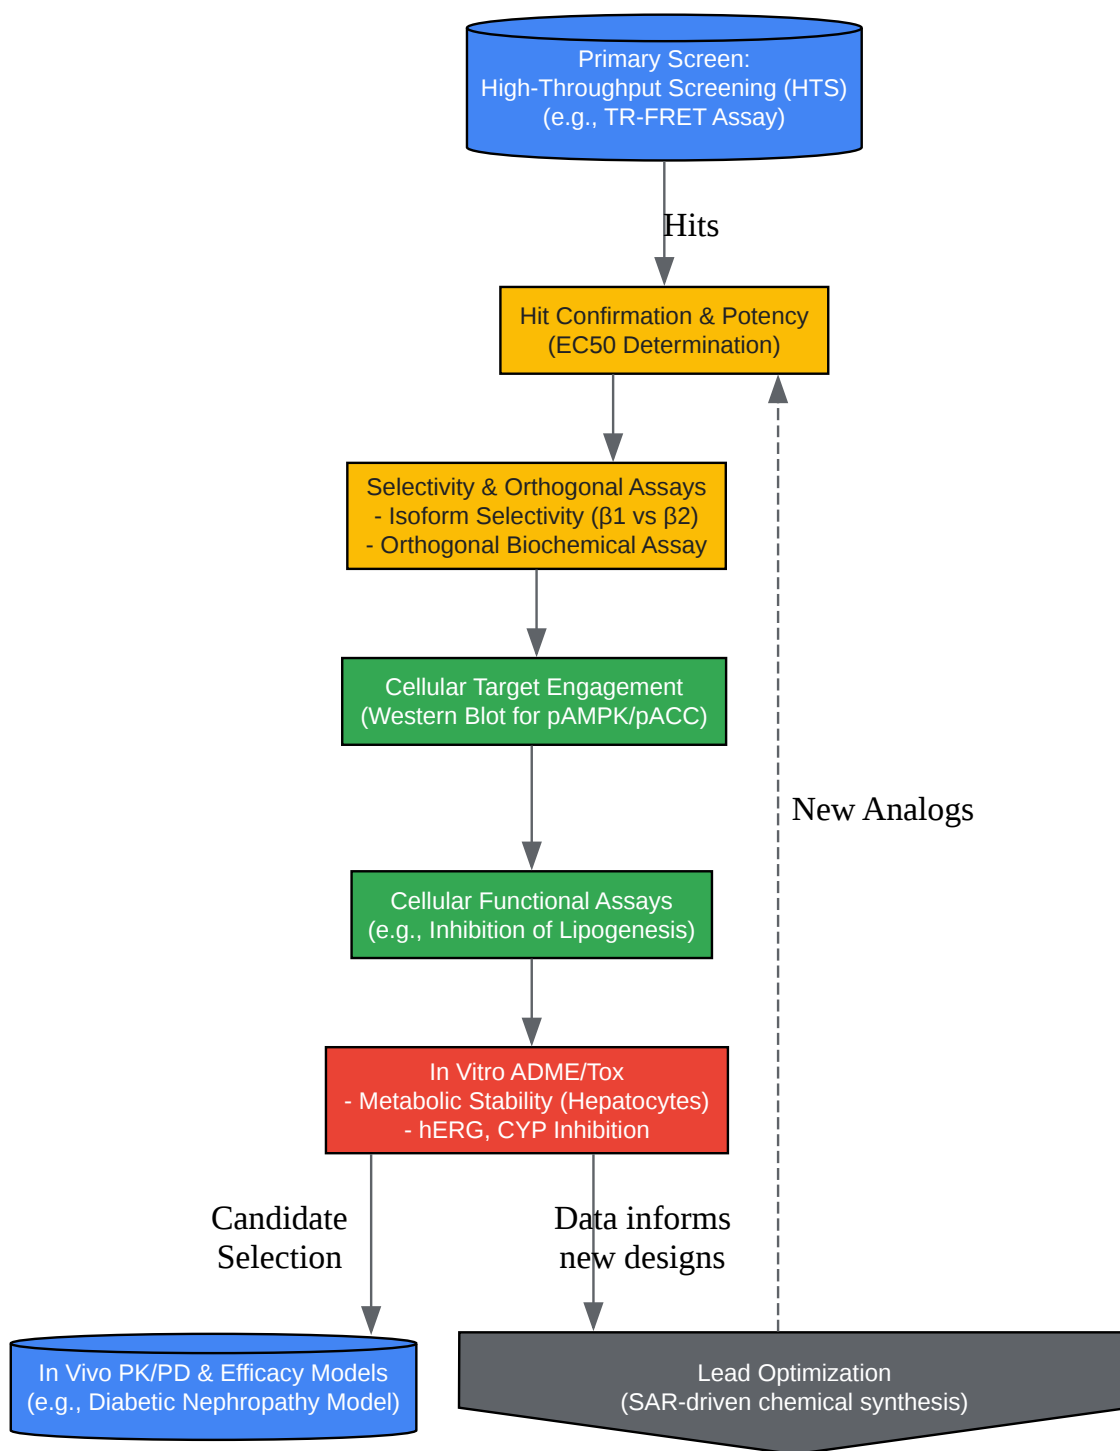 Primary Screen:
High-Throughput Screening (HTS)
(e.g., TR-FRET Assay)
Hits
Hit Confirmation & Potency
(EC50 Determination)
Selectivity & Orthogonal Assays
- Isoform Selectivity (β1 vs β2)
- Orthogonal Biochemical Assay
Cellular Target Engagement
(Western Blot for pAMPK/pACC)
New Analogs
Cellular Functional Assays
(e.g., Inhibition of Lipogenesis)
In Vitro ADME/Tox
- Metabolic Stability (Hepatocytes)
- hERG, CYP Inhibition
Candidate
Selection
Data informs
new designs
In Vivo PK/PD & Efficacy Models
(e.g., Diabetic Nephropathy Model)
Lead Optimization
(SAR-driven chemical synthesis)